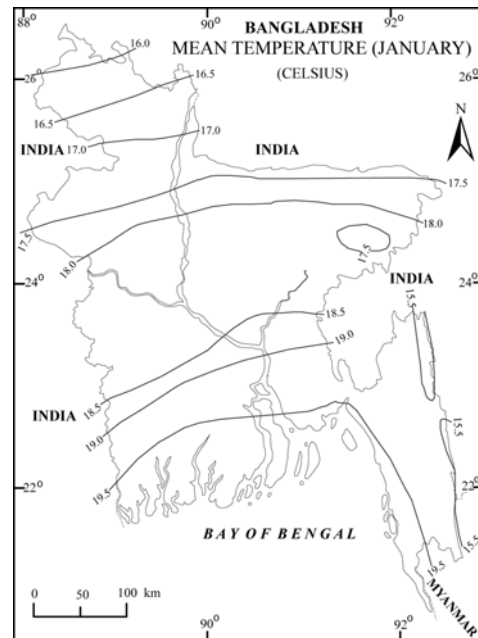 88°
90°
92°
BANGLADESH
MEAN TEMPERATURE (JANUARY)
(CELSIUS)
16.0
26°
26°
16.5
16.5
N
17.0
INDIA
17.0
INDIA
17.5
18.0
17.5
17.5
18.0
24°
INDIA
24°
15.5
18.5
19.0
18.5
INDIA
19.0
15.5
19.5
22°
22°
BAY OF BENGAL
15.5
19.5
MYANMAR
0 50 100 km
90°
92°